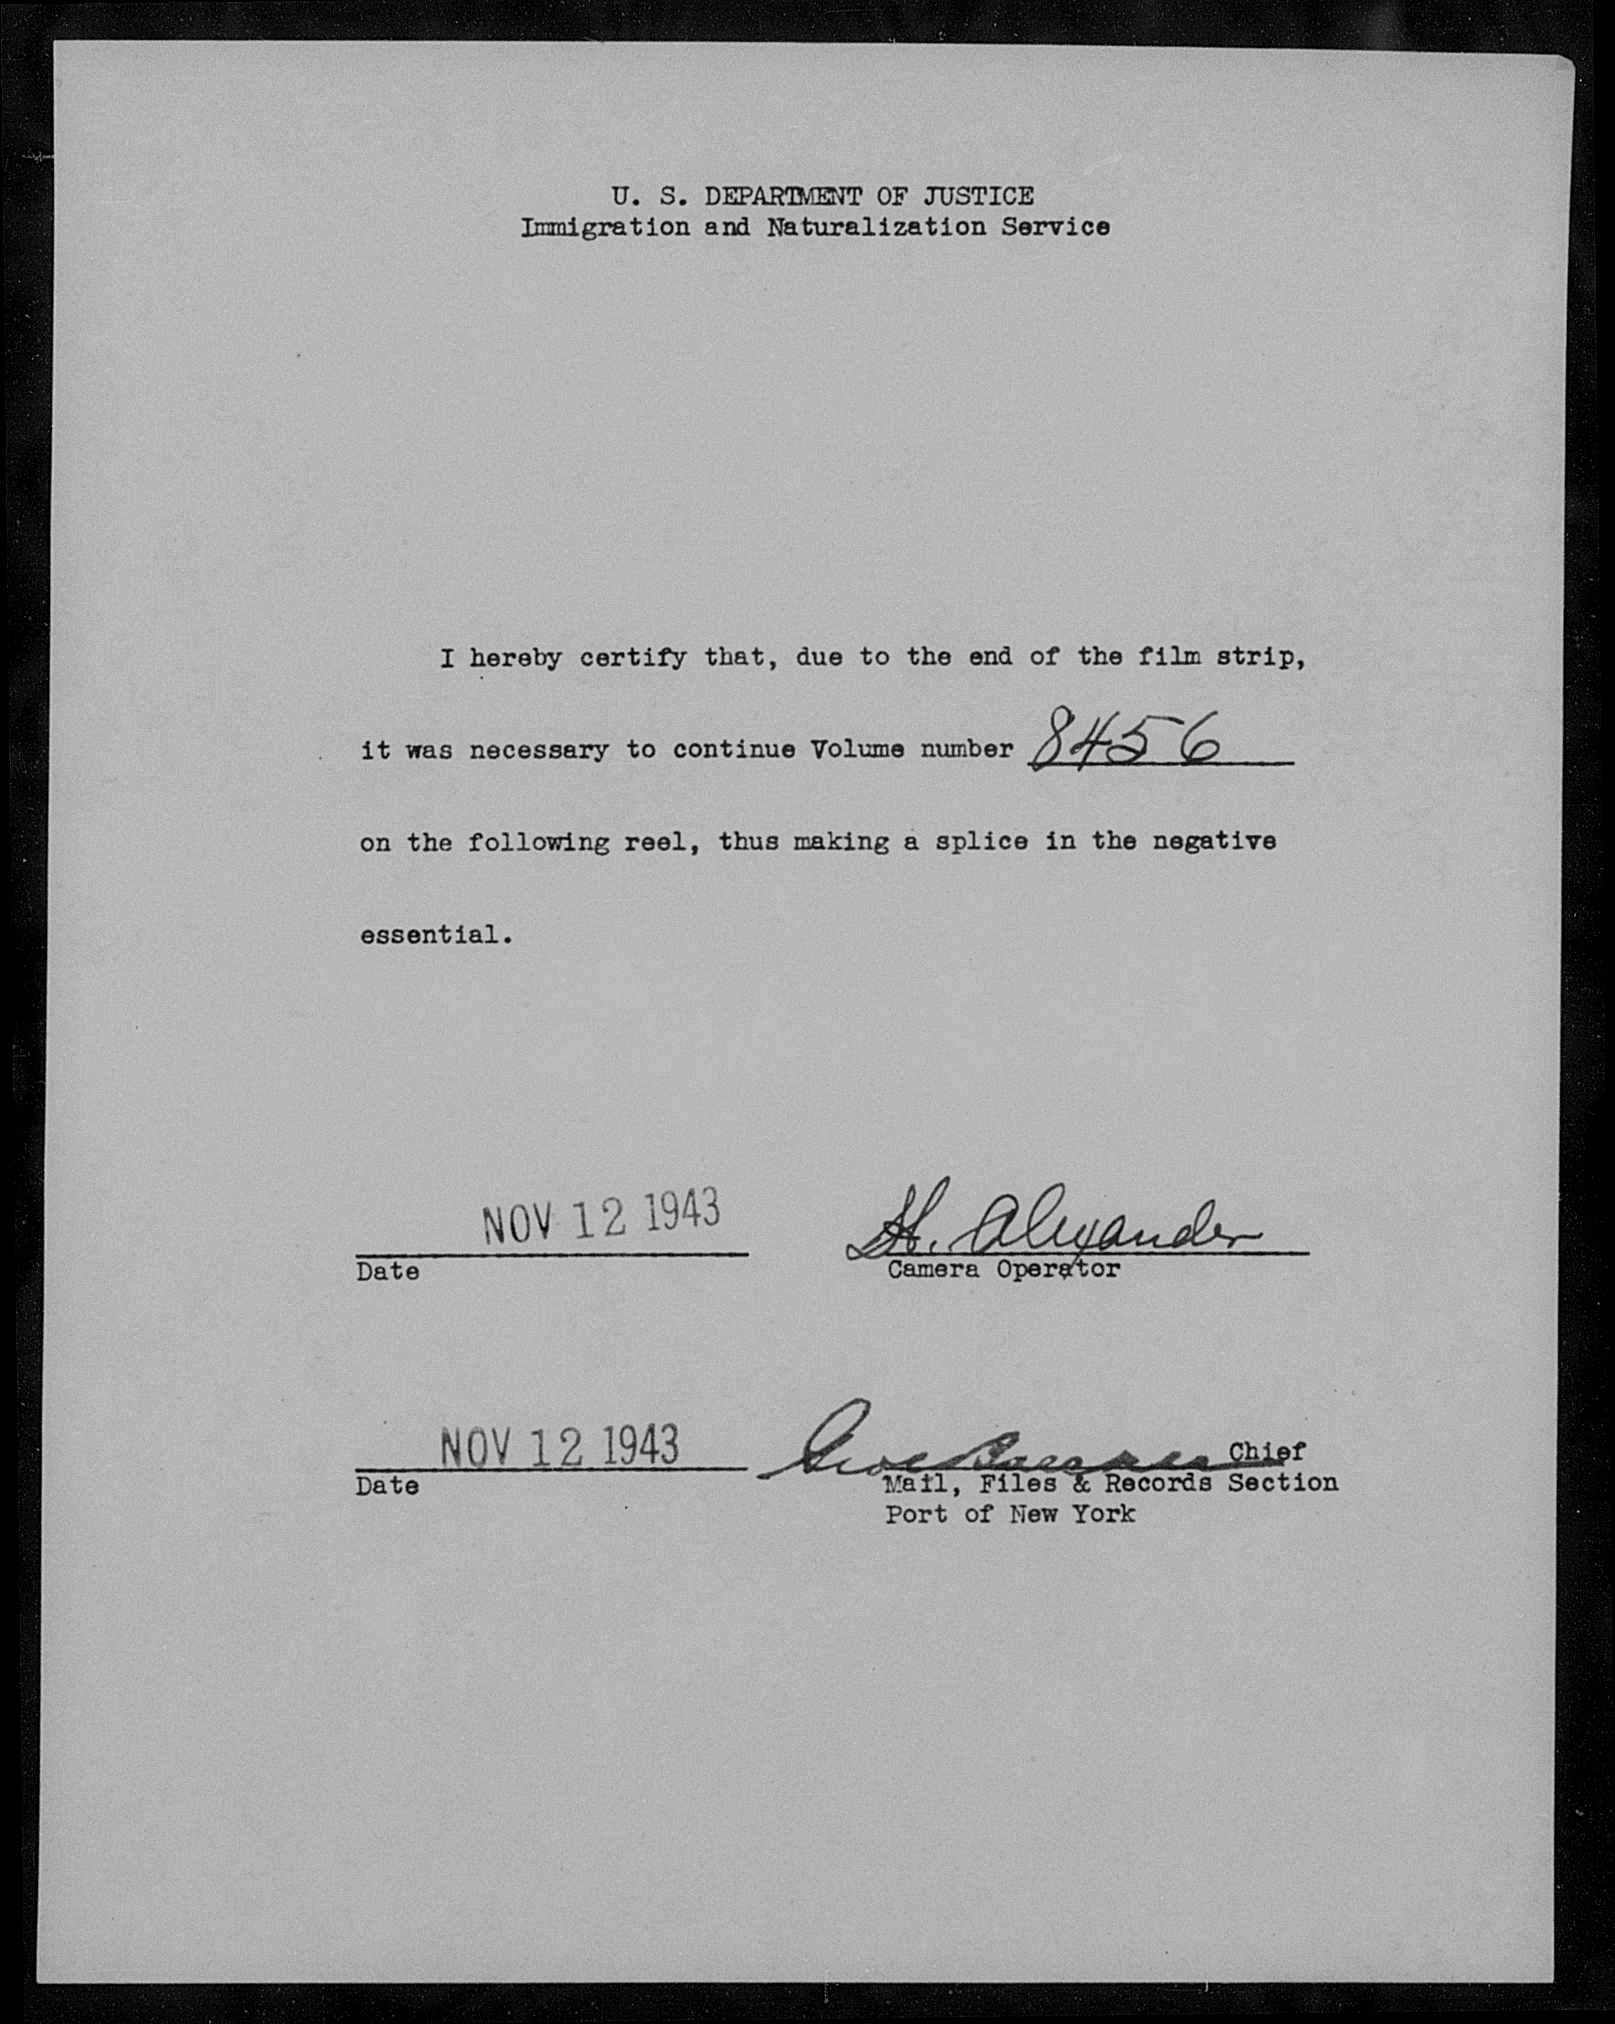 U. S. DEPARTMENT OF JUSTICE
Immigration and Naturalization Service
I hereby certify that, due to the end of the film strip,
it was necessary to continue Volume number 8456
on the following reel, thus making a splice in the negative
essential.
NOV 12 1943 H. Alexander
Date Camera Operator
NOV 12 1943 Chief
Date Mail, Files & Records Section
Port of New York